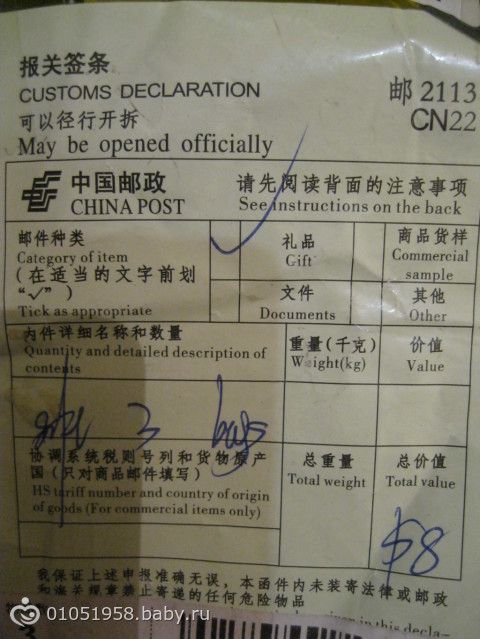 报关签条
CUSTOMS DECLARATION
可以径行开拆
May be opened officially
邮 2113
CN22
中国邮政
CHINA POST
请先阅读背面的注意事项
See instructions on the back
邮件种类
Category of item
(在适当的文字前划
“✓”)
Tick as appropriate
✓
礼品
Gift
商品货样
Commercial
sample
文件
Documents
其他
Other
内件详细名称和数量
Quantity and detailed description of
contents
重量(千克)
Weight(kg)
价值
Value
3 bags
协调系统税则号列和货物原产
国(只对商品邮件填写)
HS tariff number and country of origin
of goods (For commercial items only)
总重量
Total weight
总价值
Total value
$8
我保证上述申报准确无误,本函件内未装寄法律或邮政
和海关规章禁止寄递的任何危险物品
given in this decla-
01051958.baby.ru